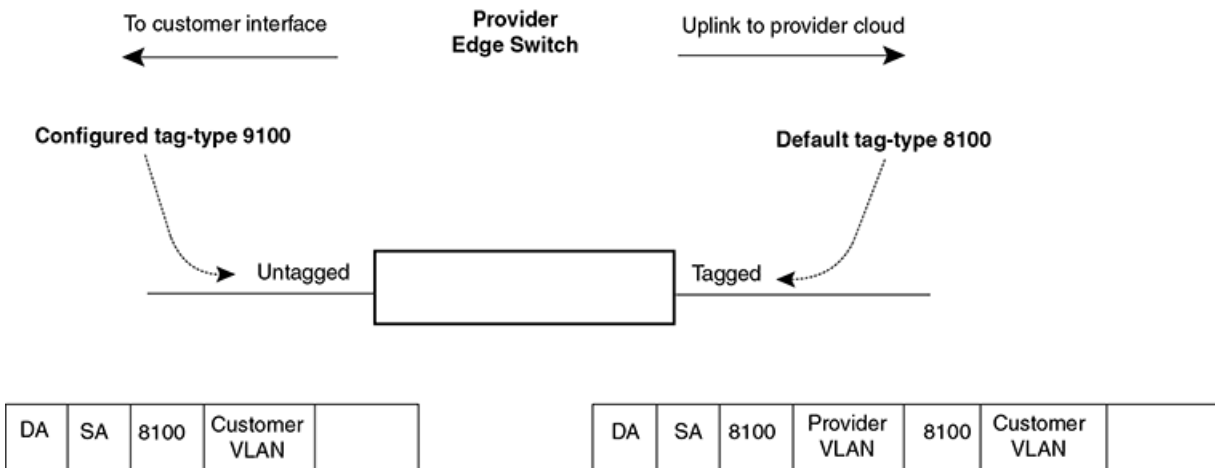 To customer interface
Provider
Edge Switch
Uplink to provider cloud
Configured tag-type 9100
Default tag-type 8100
Untagged
Tagged
DA SA 8100 Customer VLAN
DA SA 8100 Provider VLAN 8100 Customer VLAN